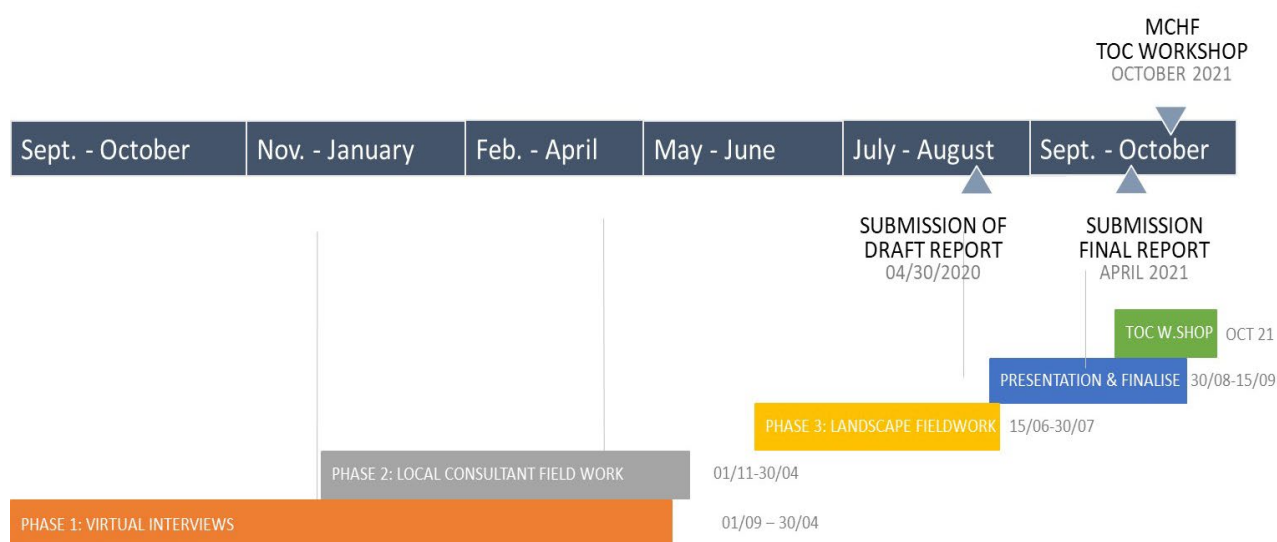 MCHF
TOC WORKSHOP
OCTOBER 2021
Sept. - October
Nov. - January
Feb. - April
May - June
July - August
Sept. - October
SUBMISSION OF
DRAFT REPORT
04/30/2020
SUBMISSION
FINAL REPORT
APRIL 2021
TOC W.SHOP
OCT 21
PRESENTATION & FINALISE
30/08-15/09
PHASE 3: LANDSCAPE FIELDWORK
15/06-30/07
PHASE 2: LOCAL CONSULTANT FIELD WORK
01/11-30/04
PHASE 1: VIRTUAL INTERVIEWS
01/09 – 30/04